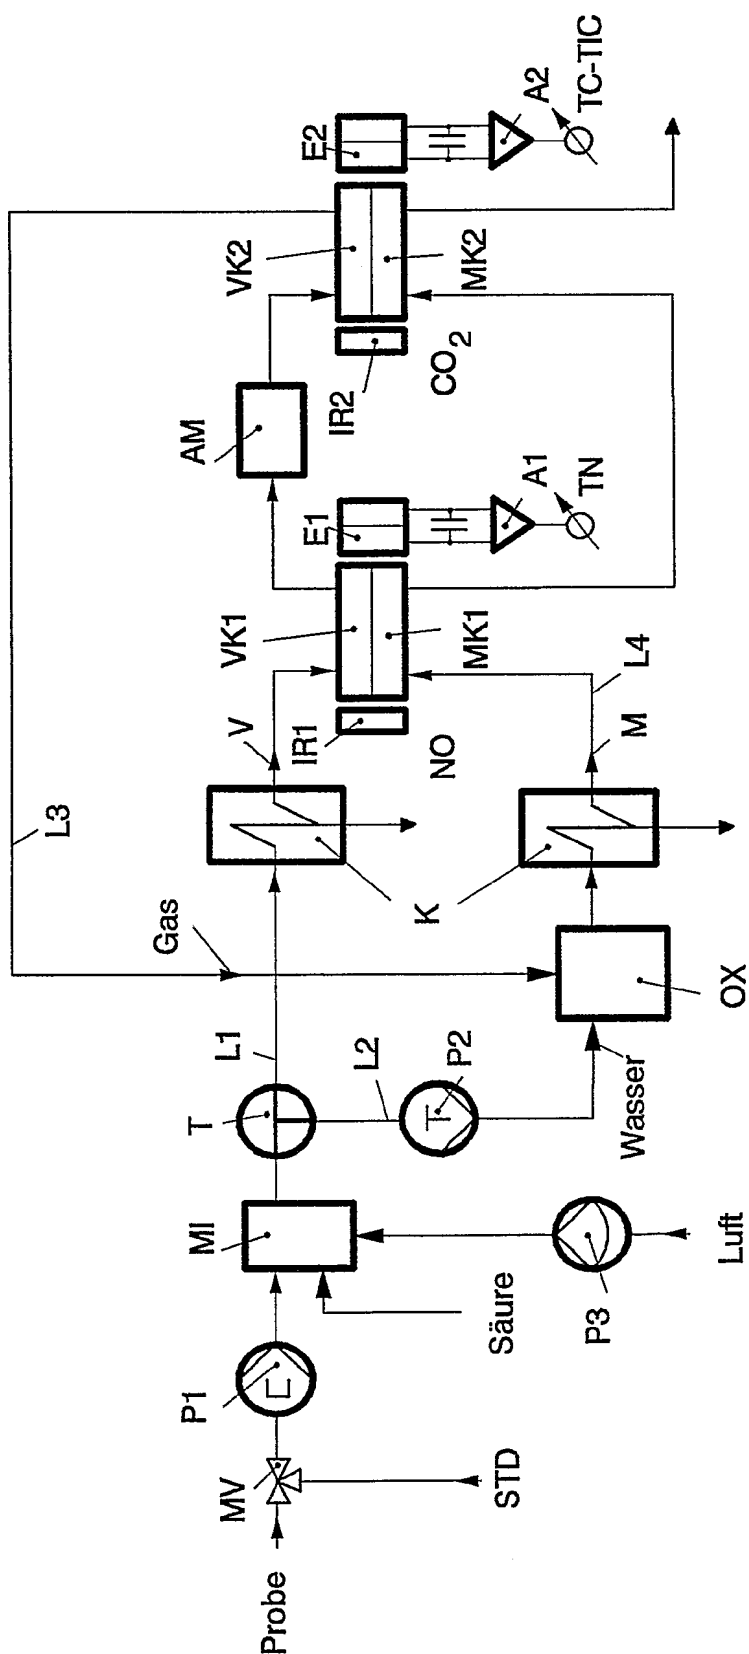 Probe
MV
STD
P1
Säure
MI
P3
Luft
T
L1
L2
P2
Wasser
Gas
L3
OX
K
V
M
L4
IR1
NO
VK1
MK1
E1
A1
TN
AM
IR2
CO2
VK2
MK2
E2
A2
TC-TIC